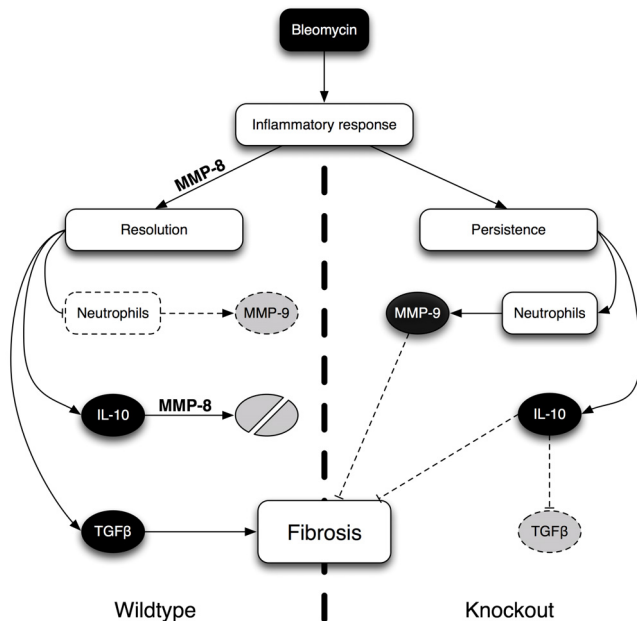 Bleomycin
Inflammatory response
MMP-8
Resolution
Persistence
Neutrophils
MMP-9
MMP-9
Neutrophils
IL-10
MMP-8
IL-10
TGFβ
Fibrosis
TGFβ
Wildtype
Knockout